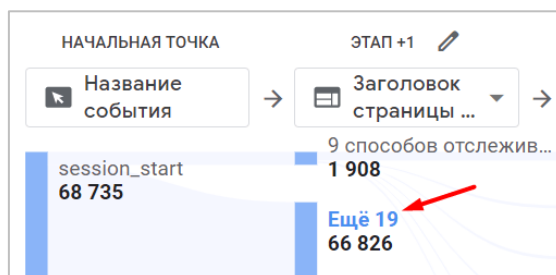 НАЧАЛЬНАЯ ТОЧКА
ЭТАП +1
Название
события
Заголовок
страницы ...
session_start
68 735
9 способов отслежив...
1 908
Ещё 19
66 826